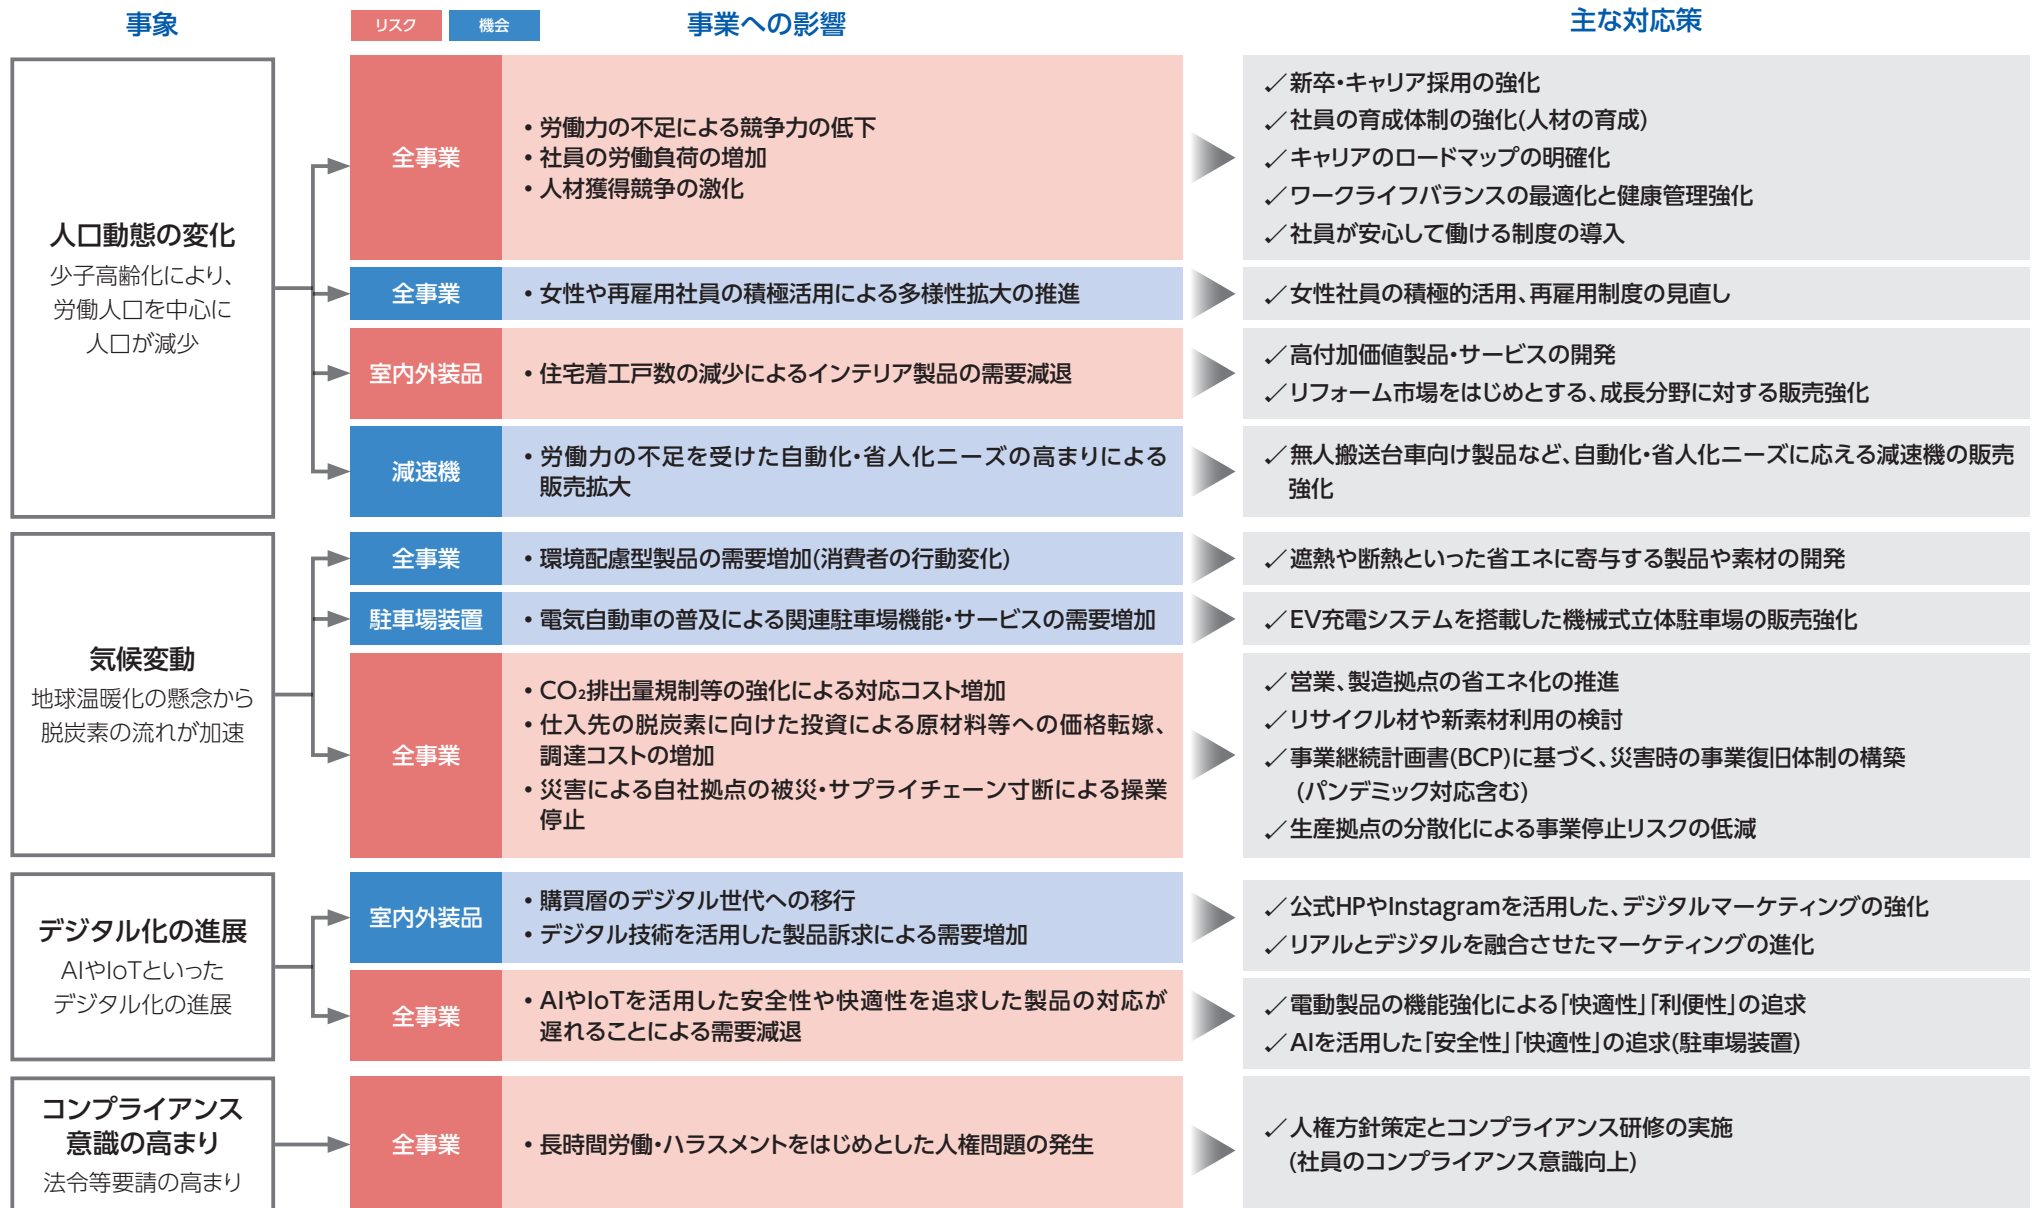 事象
リスク
機会
事業への影響
主な対応策
人口動態の変化
少子高齢化により、
労働人口を中心に
人口が減少
全事業
・労働力の不足による競争力の低下
・社員の労働負荷の増加
・人材獲得競争の激化
✓新卒・キャリア採用の強化
✓社員の育成体制の強化(人材の育成)
✓キャリアのロードマップの明確化
✓ワークライフバランスの最適化と健康管理強化
✓社員が安心して働ける制度の導入
全事業
・女性や再雇用社員の積極活用による多様性拡大の推進
✓女性社員の積極的活用、再雇用制度の見直し
室内外装品
・住宅着工戸数の減少によるインテリア製品の需要減退
✓高付加価値製品・サービスの開発
✓リフォーム市場をはじめとする、成長分野に対する販売強化
減速機
・労働力の不足を受けた自動化・省人化ニーズの高まりによる
販売拡大
✓無人搬送台車向け製品など、自動化・省人化ニーズに応える減速機の販売
強化
気候変動
地球温暖化の懸念から
脱炭素の流れが加速
全事業
・環境配慮型製品の需要増加(消費者の行動変化)
✓遮熱や断熱といった省エネに寄与する製品や素材の開発
駐車場装置
・電気自動車の普及による関連駐車場機能・サービスの需要増加
✓EV充電システムを搭載した機械式立体駐車場の販売強化
全事業
・CO₂排出量規制等の強化による対応コスト増加
・仕入先の脱炭素に向けた投資による原材料等への価格転嫁、
調達コストの増加
・災害による自社拠点の被災・サプライチェーン寸断による操業
停止
✓営業、製造拠点の省エネ化の推進
✓リサイクル材や新素材利用の検討
✓事業継続計画書(BCP)に基づく、災害時の事業復旧体制の構築
(パンデミック対応含む)
✓生産拠点の分散化による事業停止リスクの低減
デジタル化の進展
AIやIoTといった
デジタル化の進展
室内外装品
・購買層のデジタル世代への移行
・デジタル技術を活用した製品訴求による需要増加
✓公式HPやInstagramを活用した、デジタルマーケティングの強化
✓リアルとデジタルを融合させたマーケティングの進化
全事業
・AIやIoTを活用した安全性や快適性を追求した製品の対応が
遅れることによる需要減退
✓電動製品の機能強化による「快適性」「利便性」の追求
✓AIを活用した「安全性」「快適性」の追求(駐車場装置)
コンプライアンス
意識の高まり
法令等要請の高まり
全事業
・長時間労働・ハラスメントをはじめとした人権問題の発生
✓人権方針策定とコンプライアンス研修の実施
(社員のコンプライアンス意識向上)